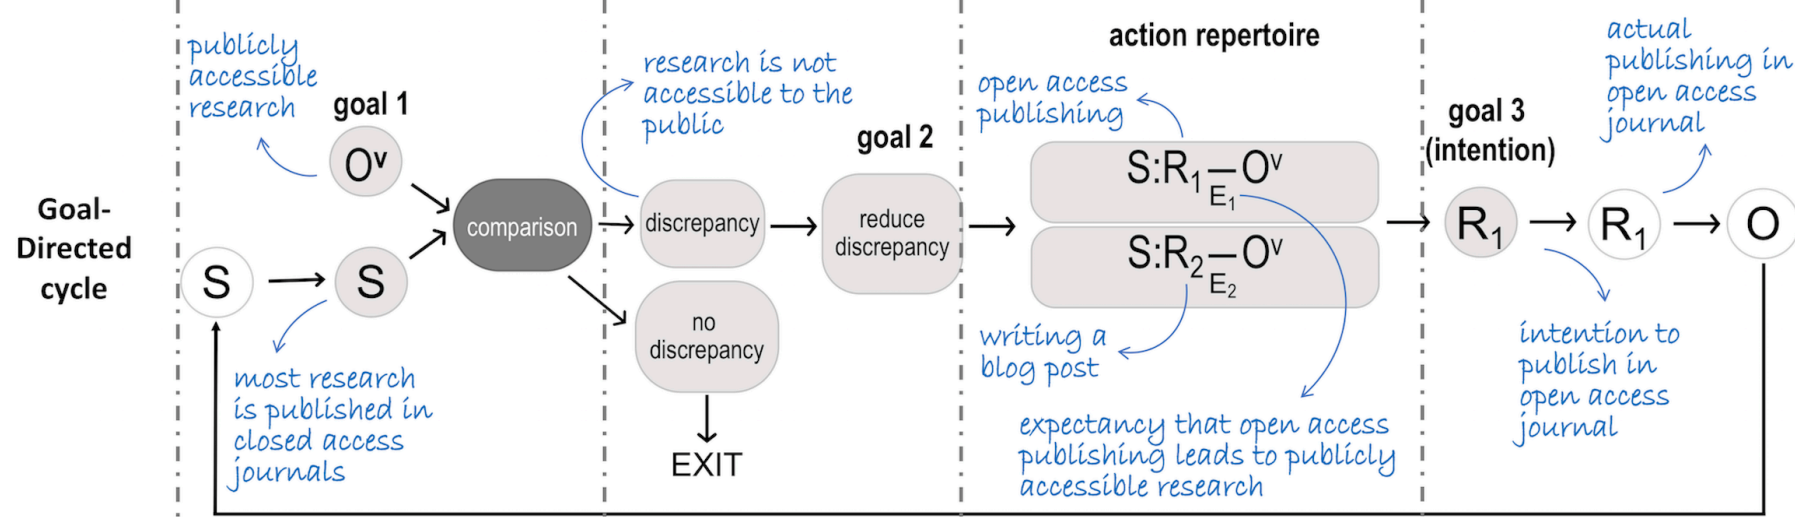 Goal-
Directed
cycle
publicly
accessible
research
goal 1
Oᵛ
S
S
most research
is published in
closed access
journals
comparison
research is not
accessible to the
public
discrepancy
no
discrepancy
EXIT
goal 2
reduce
discrepancy
action repertoire
open access
publishing
S:R₁—Oᵛ
E₁
S:R₂—Oᵛ
E₂
writing a
blog post
expectancy that open access
publishing leads to publicly
accessible research
goal 3
(intention)
R₁
R₁
O
actual
publishing in
open access
journal
intention to
publish in
open access
journal